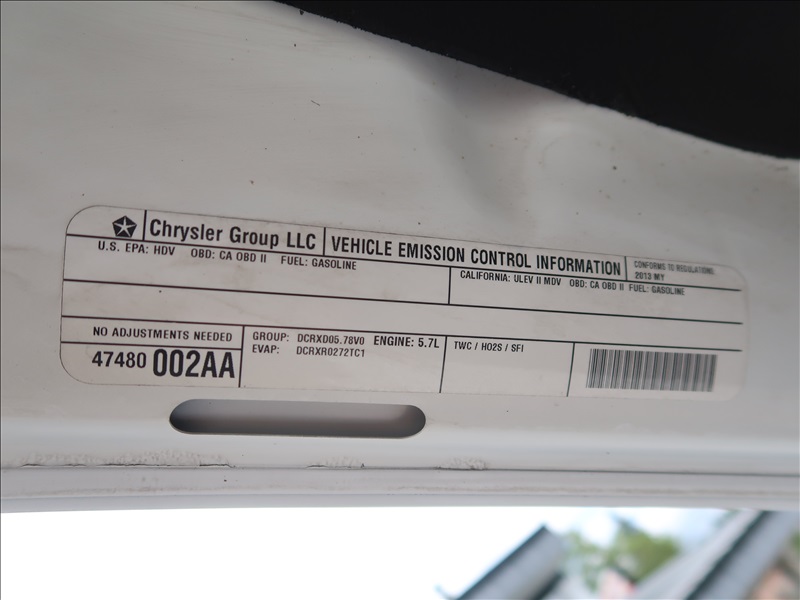 Chrysler Group LLC
VEHICLE EMISSION CONTROL INFORMATION
CONFORMS TO REGULATIONS
2013 MY
U.S. EPA: HDV OBD: CA OBD II FUEL: GASOLINE
CALIFORNIA: ULEV II MDV OBD: CA OBD II FUEL: GASOLINE
NO ADJUSTMENTS NEEDED
47480 002AA
GROUP: DCRXD05.78V0 ENGINE: 5.7L
EVAP: DCRXR0272TC1
TWC / HO2S / SFI